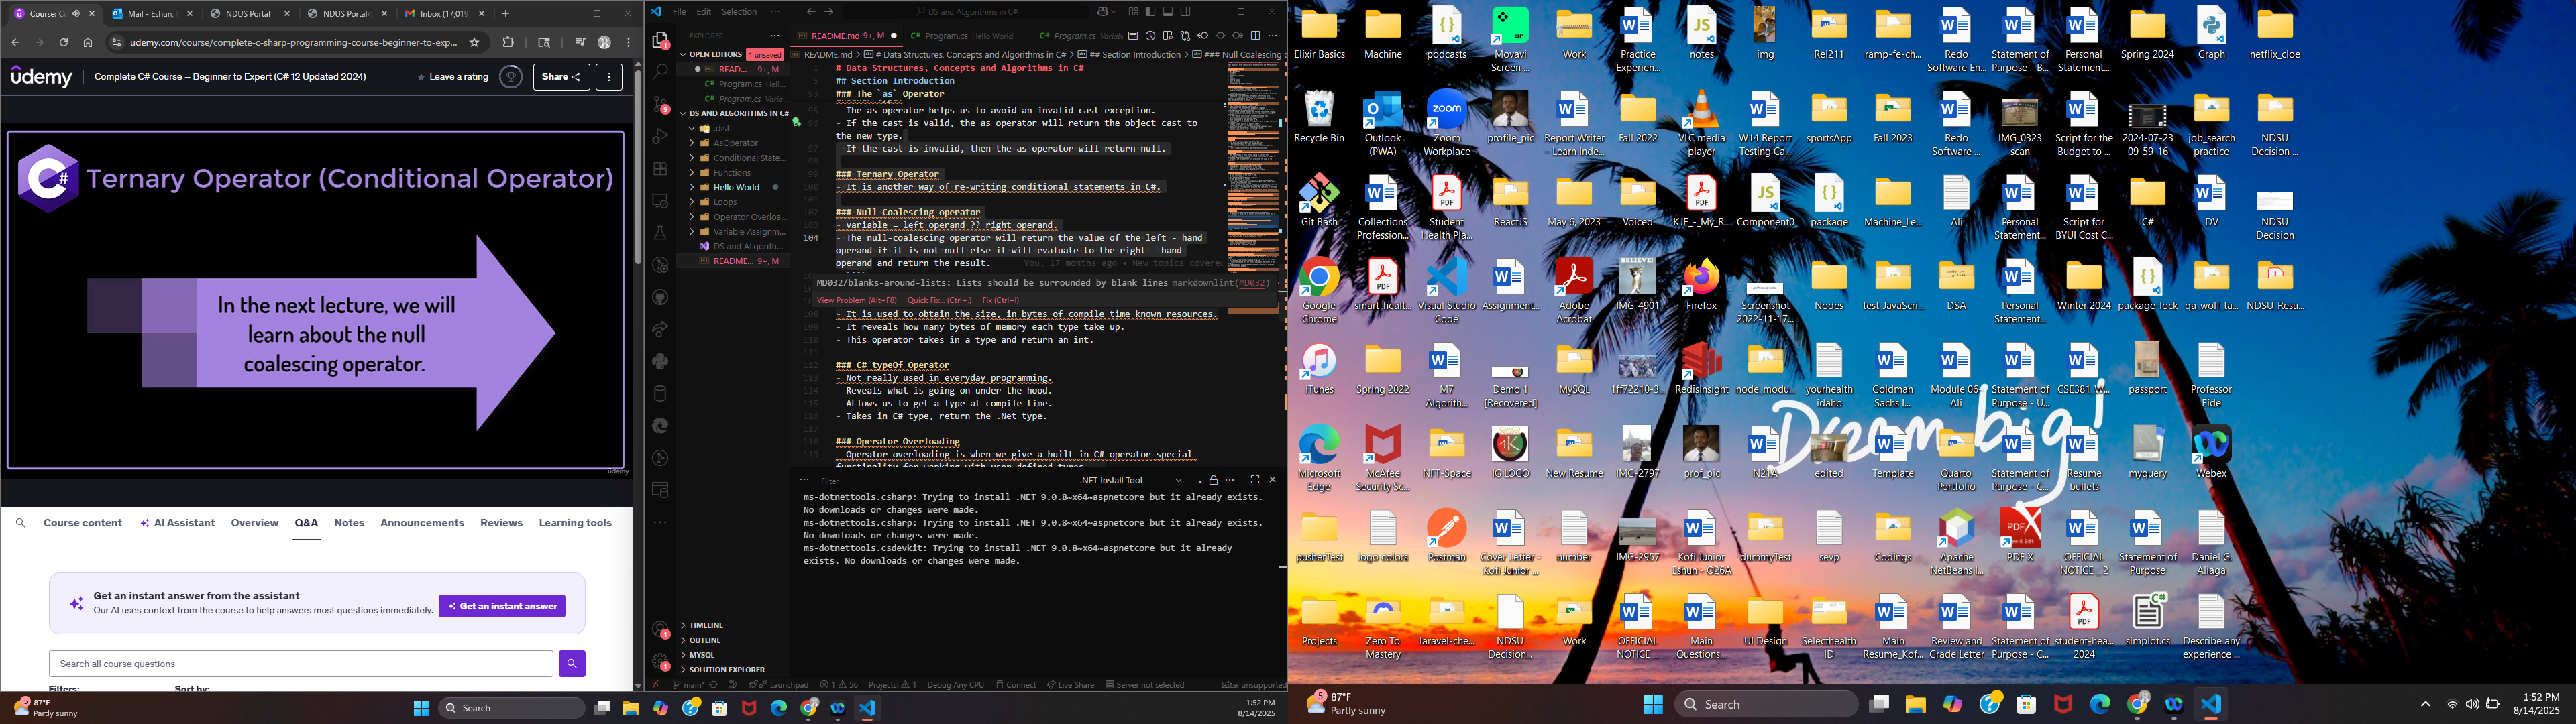 Course: C
Mail - Eshun,
NDUS Portal
NDUS Portal/
Inbox (17,019)
udemy.com/course/complete-c-sharp-programming-course-beginner-to-exp...
udemy
Complete C# Course – Beginner to Expert (C# 12 Updated 2024)
Leave a rating
Share
Ternary Operator (Conditional Operator)
In the next lecture, we will
learn about the null
coalescing operator.
udemy
Course content
AI Assistant
Overview
Q&A
Notes
Announcements
Reviews
Learning tools
Get an instant answer from the assistant
Our AI uses context from the course to help answers most questions immediately.
Get an instant answer
Search all course questions
Filters:
Sort by:
File Edit Selection ...
DS and ALgorithms in C#
EXPLORER
OPEN EDITORS 1 unsaved
READ... 9+, M
Program.cs Hello...
Program.cs Varia...
DS AND ALGORITHMS IN C#
.dist
AsOperator
Conditional State...
Functions
Hello World
Loops
Operator Overloa...
Variable Assignm...
DS and ALgorith...
README... 9+, M
TIMELINE
OUTLINE
MYSQL
SOLUTION EXPLORER
README.md 9+, M
Program.cs Hello World
Program.cs Variab
README.md > # Data Structures, Concepts and Algorithms in C# > ## Section Introduction > ### Null Coalescing o
1 # Data Structures, Concepts and Algorithms in C#
5 ## Section Introduction
93 ### The `as` Operator
95 - The as operator helps us to avoid an invalid cast exception.
96 - If the cast is valid, the as operator will return the object cast to
the new type.
97 - If the cast is invalid, then the as operator will return null.
98
99 ### Ternary Operator
100 - It is another way of re-writing conditional statements in C#.
101
102 ### Null Coalescing operator
103 - variable = left operand ?? right operand.
104 - The null-coalescing operator will return the value of the left - hand
operand if it is not null else it will evaluate to the right - hand
operand and return the result. You, 17 months ago • New topics covere
MD032/blanks-around-lists: Lists should be surrounded by blank lines markdownlint(MD032)
View Problem (Alt+F8) Quick Fix... (Ctrl+.) Fix (Ctrl+I)
108 - It is used to obtain the size, in bytes of compile time known resources.
109 - It reveals how many bytes of memory each type take up.
110 - This operator takes in a type and return an int.
111
112 ### C# typeOf Operator
113 - Not really used in everyday programming.
114 - Reveals what is going on under the hood.
115 - ALlows us to get a type at compile time.
116 - Takes in C# type, return the .Net type.
117
118 ### Operator Overloading
119 - Operator overloading is when we give a built-in C# operator special
Filter
.NET Install Tool
ms-dotnettools.csharp: Trying to install .NET 9.0.8~x64~aspnetcore but it already exists.
No downloads or changes were made.
ms-dotnettools.csharp: Trying to install .NET 9.0.8~x64~aspnetcore but it already exists.
No downloads or changes were made.
ms-dotnettools.csdevkit: Trying to install .NET 9.0.8~x64~aspnetcore but it already
exists. No downloads or changes were made.
main* Launchpad 1 56 Projects: 1 Debug Any CPU Connect Live Share Server not selected
87°F
Partly sunny
Search
1:52 PM
8/14/2025
Elixir Basics
Machine
podcasts
Movavi
Screen ...
Work
Practice
Experien...
notes
img
Rel211
ramp-fe-ch...
Redo
Software En...
Statement of
Purpose - B...
Personal
Statement...
Spring 2024
Graph
netflix_cloe
Recycle Bin
Outlook
(PWA)
Zoom
Workplace
profile_pic
Report Writer
– Learn Inde...
Fall 2022
VLC media
player
W14 Report
Testing Ca...
sportsApp
Fall 2023
Redo
Software ...
IMG_0323
scan
Script for the
Budget to ...
2024-07-23
09-59-16
job_search
practice
NDSU
Decision ...
Git Bash
Collections
Profession...
Student
Health Pla...
ReactJS
May 6, 2023
Voiced
KJE_-_My_R...
Component0
package
Machine_Le...
Ali
Personal
Statement...
Script for
BYUI Cost C...
C#
DV
NDSU
Decision
Google
Chrome
smart_healt...
Visual Studio
Code
Assignment...
Adobe
Acrobat
BELIEVE!
IMG-4901
Firefox
Screenshot
2022-11-17...
Nodes
test_JavaScri...
DSA
Personal
Statement...
Winter 2024
package-lock
qa_wolf_ta...
NDSU_Resu...
iTunes
Spring 2022
M7
Algorith...
Demo 1
[Recovered]
MySQL
1ff72210-3...
RedisInsight
node_modu...
yourhealth
idaho
Goldman
Sachs I...
Module 06-
Ali
Statement of
Purpose - U...
CSE381_W...
passport
Professor
Eide
Dream big!
Microsoft
Edge
McAfee
Security Sc...
NFT-Space
IG LOGO
New Resume
IMG-2797
prof_pic
N21A
edited
Template
Quarto
Portfolio
Statement of
Purpose - C...
Resume
bullets
myquery
Webex
pusherTest
logo colors
Postman
Cover Letter -
Kofi Junior ...
number
IMG-2957
Kofi Junior
Eshun - O26A
dummyTest
sevp
Codings
Apache
NetBeans I...
PDF X
OFFICIAL
NOTICE _ 2
Statement of
Purpose
Daniel G.
Aliaga
Projects
Zero To
Mastery
laravel-che...
NDSU
Decision...
Work
OFFICIAL
NOTICE ...
Main
Questions...
UI Design
Selecthealth
ID
Main
Resume_Kof...
Review and
Grade Letter
Statement of
Purpose - C...
student-hea...
2024
simplot.cs
Describe any
experience ...
87°F
Partly sunny
Search
1:52 PM
8/14/2025